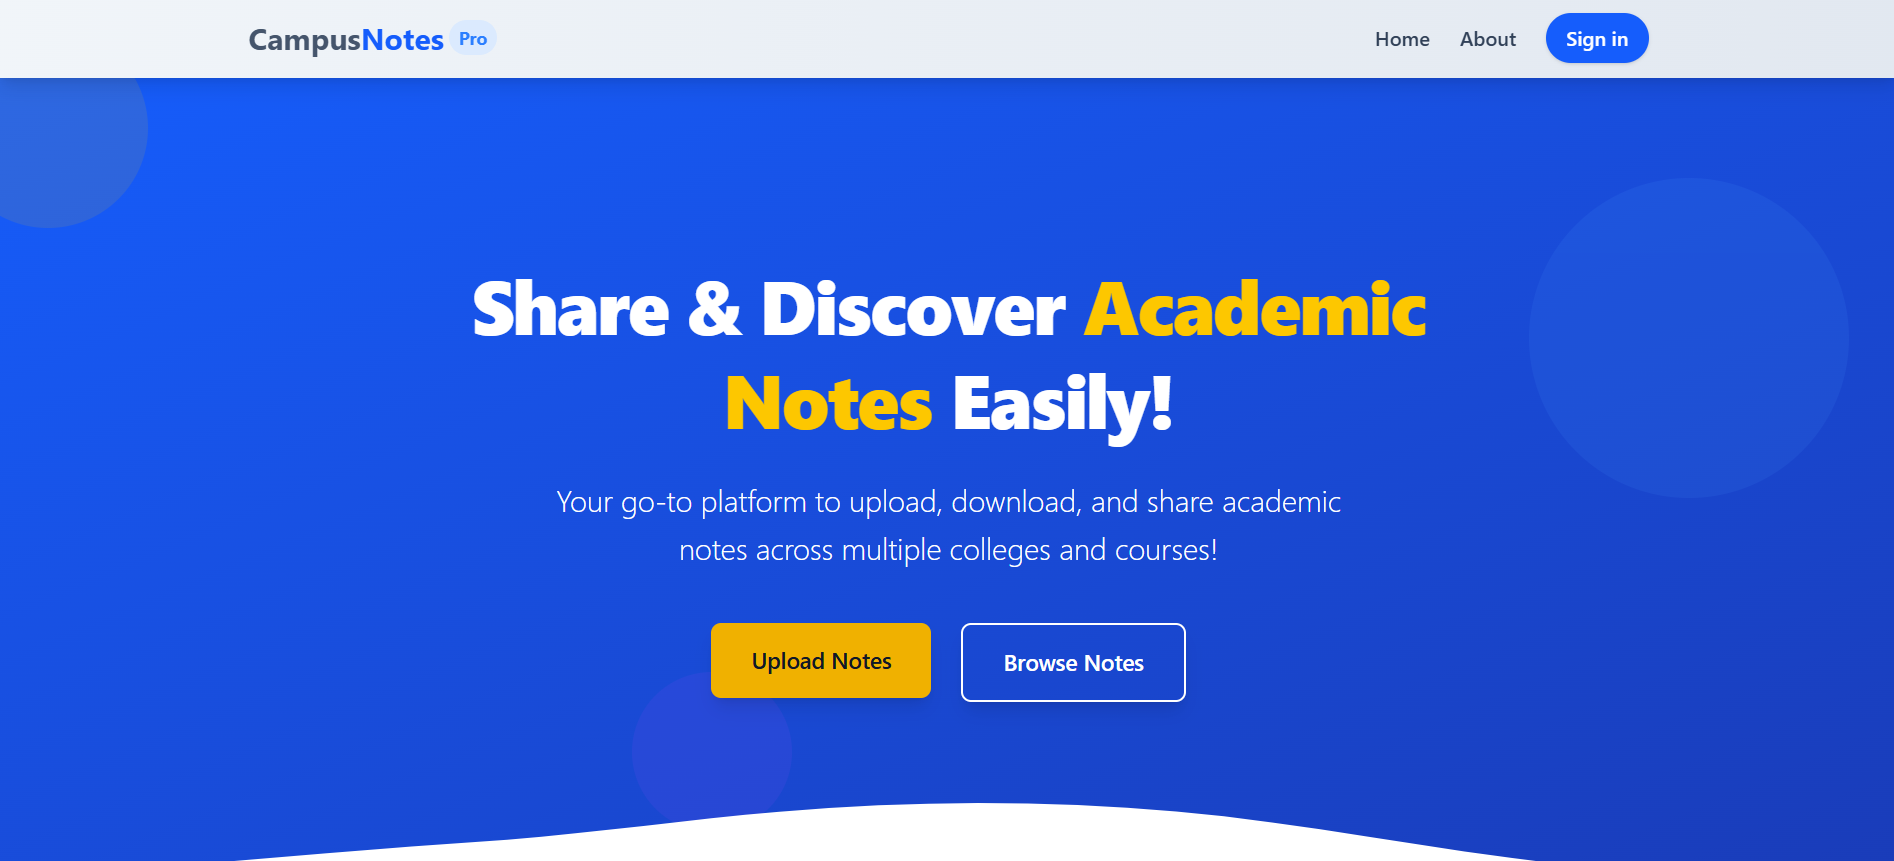 CampusNotes Pro
Home
About
Sign in
Share & Discover Academic
Notes Easily!
Your go-to platform to upload, download, and share academic
notes across multiple colleges and courses!
Upload Notes
Browse Notes